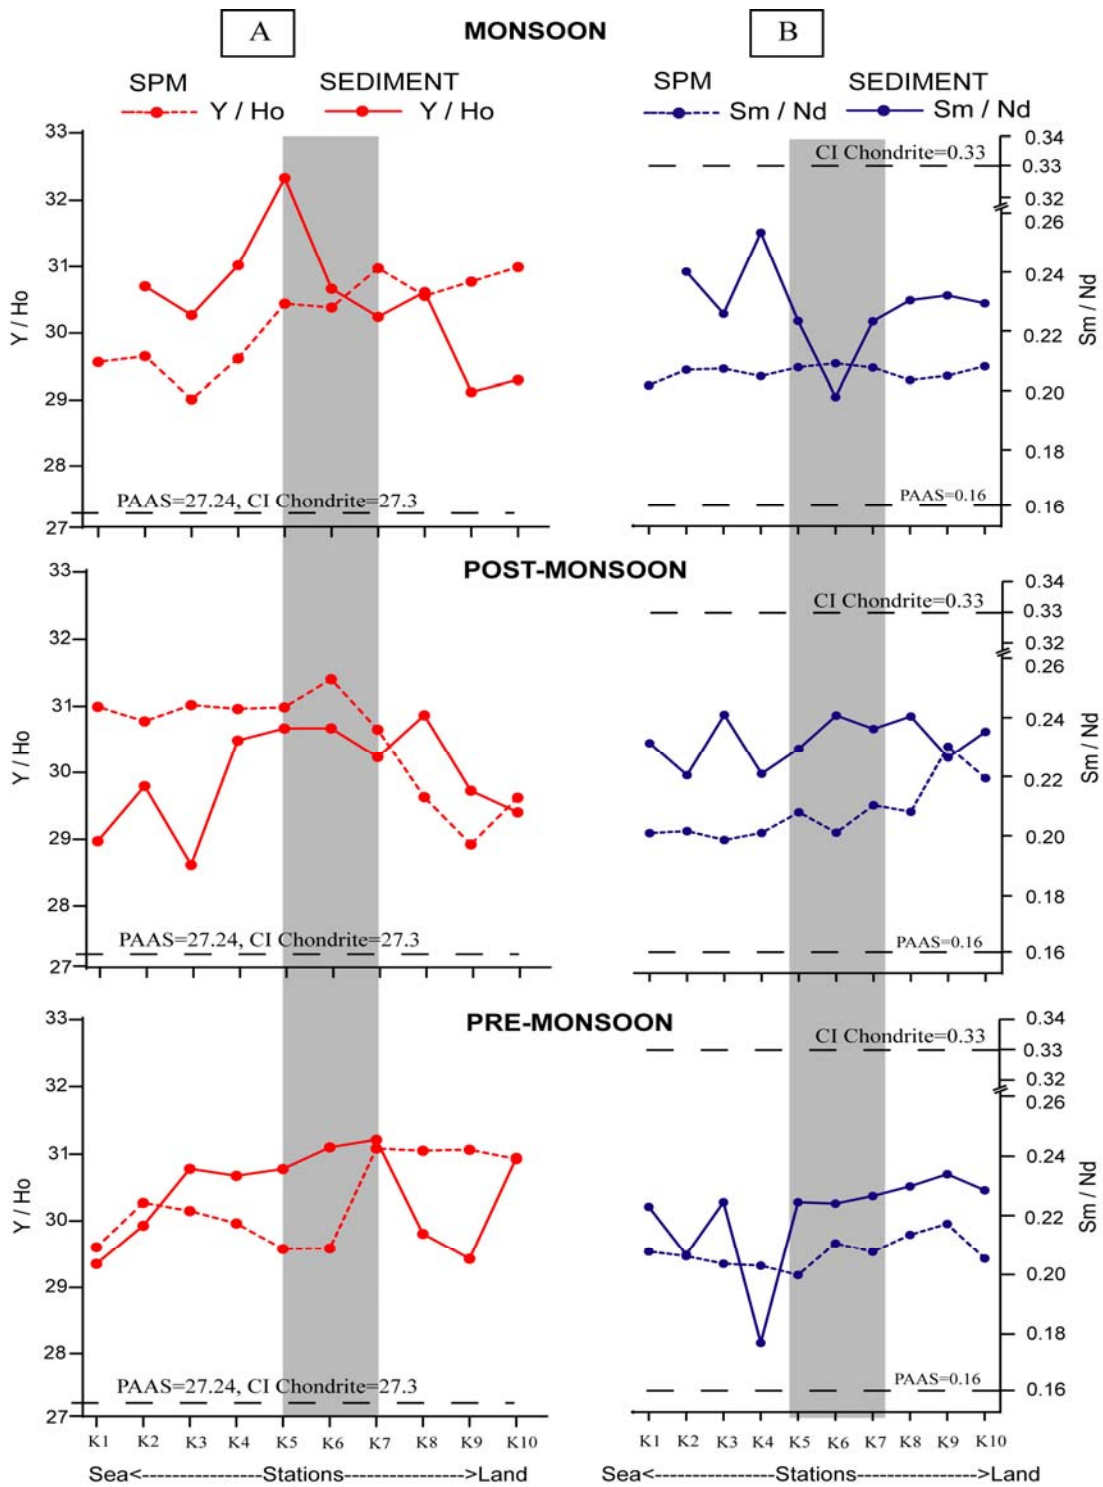 A MONSOON B
SPM SEDIMENT SPM SEDIMENT
Y / Ho Y / Ho Sm / Nd Sm / Nd
33
32
31
30
29
28
27
Y / Ho
PAAS=27.24, CI Chondrite=27.3
CI Chondrite=0.33
0.34
0.33
0.32
0.26
0.24
0.22
0.20
0.18
0.16
Sm / Nd
PAAS=0.16
POST-MONSOON
33
32
31
30
29
28
27
Y / Ho
PAAS=27.24, CI Chondrite=27.3
CI Chondrite=0.33
0.34
0.33
0.32
0.26
0.24
0.22
0.20
0.18
0.16
Sm / Nd
PAAS=0.16
PRE-MONSOON
33
32
31
30
29
28
27
Y / Ho
PAAS=27.24, CI Chondrite=27.3
CI Chondrite=0.33
0.34
0.33
0.32
0.26
0.24
0.22
0.20
0.18
0.16
Sm / Nd
PAAS=0.16
K1 K2 K3 K4 K5 K6 K7 K8 K9 K10
Sea<----------------Stations---------------->Land
K1 K2 K3 K4 K5 K6 K7 K8 K9 K10
Sea<----------------Stations---------------->Land